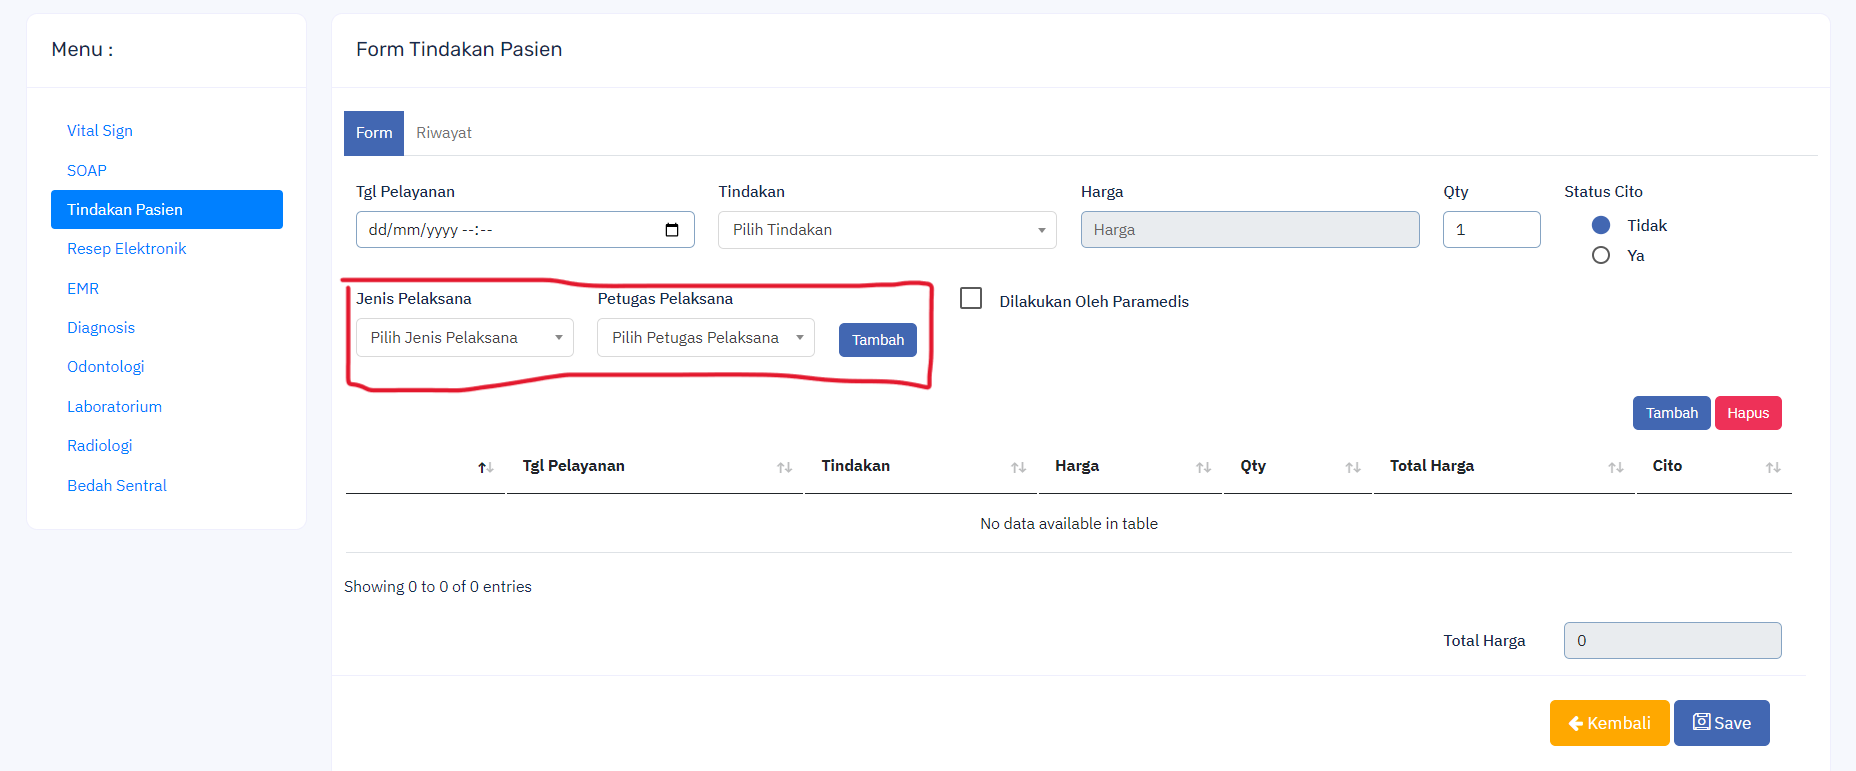 Menu :
Vital Sign
SOAP
Tindakan Pasien
Resep Elektronik
EMR
Diagnosis
Odontologi
Laboratorium
Radiologi
Bedah Sentral
Form Tindakan Pasien
Form Riwayat
Tgl Pelayanan Tindakan Harga Qty Status Cito
dd/mm/yyyy --:-- Pilih Tindakan Harga 1 Tidak
Ya
Jenis Pelaksana Petugas Pelaksana Dilakukan Oleh Paramedis
Pilih Jenis Pelaksana Pilih Petugas Pelaksana Tambah
Tambah Hapus
Tgl Pelayanan Tindakan Harga Qty Total Harga Cito
No data available in table
Showing 0 to 0 of 0 entries
Total Harga 0
Kembali Save